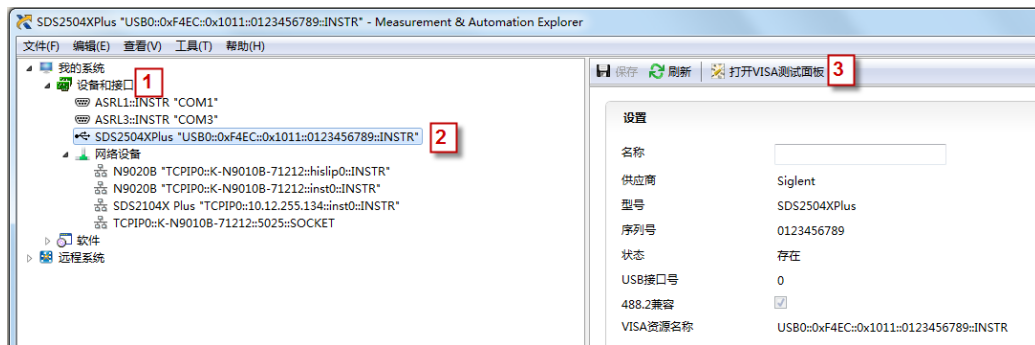 SDS2504XPlus "USB0::0xF4EC::0x1011::0123456789::INSTR" - Measurement & Automation Explorer
文件(F) 编辑(E) 查看(V) 工具(T) 帮助(H)
我的系统
设备和接口 1
ASRL1::INSTR "COM1"
ASRL3::INSTR "COM3"
SDS2504XPlus "USB0::0xF4EC::0x1011::0123456789::INSTR" 2
网络设备
N9020B "TCPIP0::K-N9010B-71212::hislip0::INSTR"
N9020B "TCPIP0::K-N9010B-71212::inst0::INSTR"
SDS2104X Plus "TCPIP0::10.12.255.134::inst0::INSTR"
TCPIP0::K-N9010B-71212::5025::SOCKET
软件
远程系统
保存 刷新 打开VISA测试面板 3
设置
名称
供应商 Siglent
型号 SDS2504XPlus
序列号 0123456789
状态 存在
USB接口号 0
488.2兼容
VISA资源名称 USB0::0xF4EC::0x1011::0123456789::INSTR